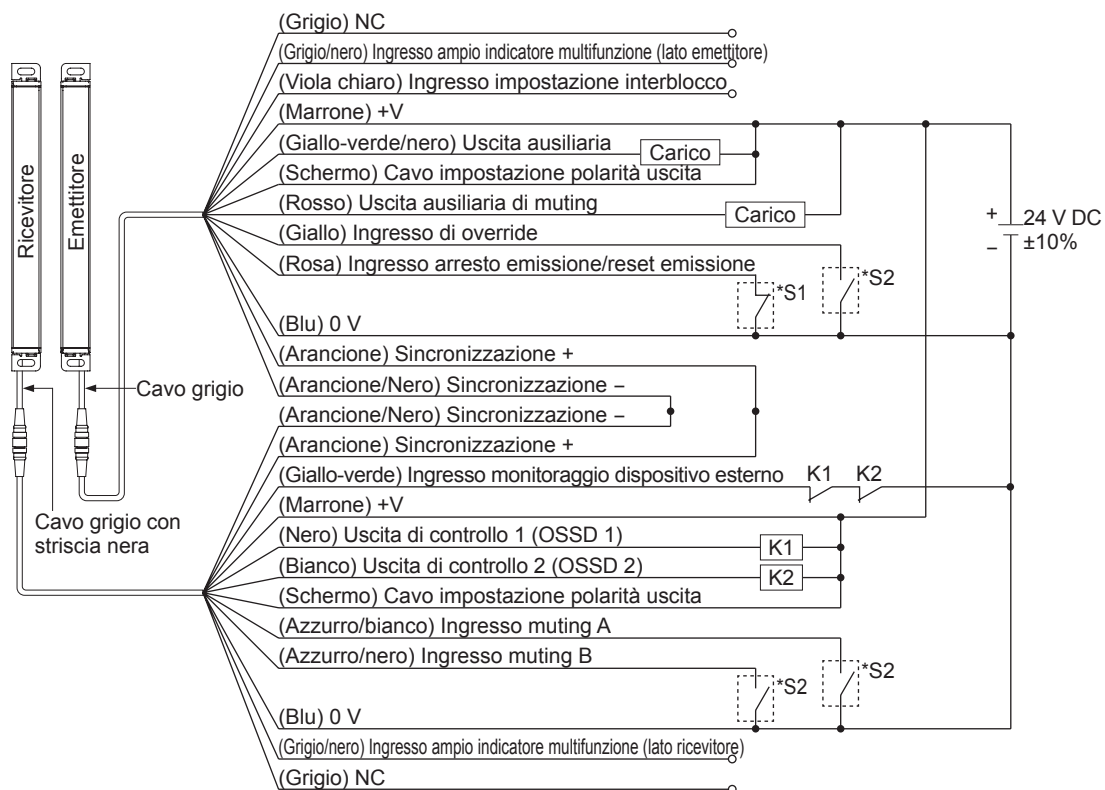 (Grigio) NC
(Grigio/nero) Ingresso ampio indicatore multifunzione (lato emettitore)
(Viola chiaro) Ingresso impostazione interblocco
(Marrone) +V
(Giallo-verde/nero) Uscita ausiliaria
Carico
(Schermo) Cavo impostazione polarità uscita
(Rosso) Uscita ausiliaria di muting
Carico
(Giallo) Ingresso di override
(Rosa) Ingresso arresto emissione/reset emissione
*S1
*S2
+
−
24 V DC
±10%
(Blu) 0 V
(Arancione) Sincronizzazione +
(Arancione/Nero) Sincronizzazione −
(Arancione/Nero) Sincronizzazione −
(Arancione) Sincronizzazione +
(Giallo-verde) Ingresso monitoraggio dispositivo esterno
K1
K2
(Marrone) +V
(Nero) Uscita di controllo 1 (OSSD 1)
K1
(Bianco) Uscita di controllo 2 (OSSD 2)
K2
(Schermo) Cavo impostazione polarità uscita
(Azzurro/bianco) Ingresso muting A
(Azzurro/nero) Ingresso muting B
*S2
*S2
(Blu) 0 V
(Grigio/nero) Ingresso ampio indicatore multifunzione (lato ricevitore)
(Grigio) NC
Ricevitore
Emettitore
Cavo grigio
Cavo grigio con
striscia nera